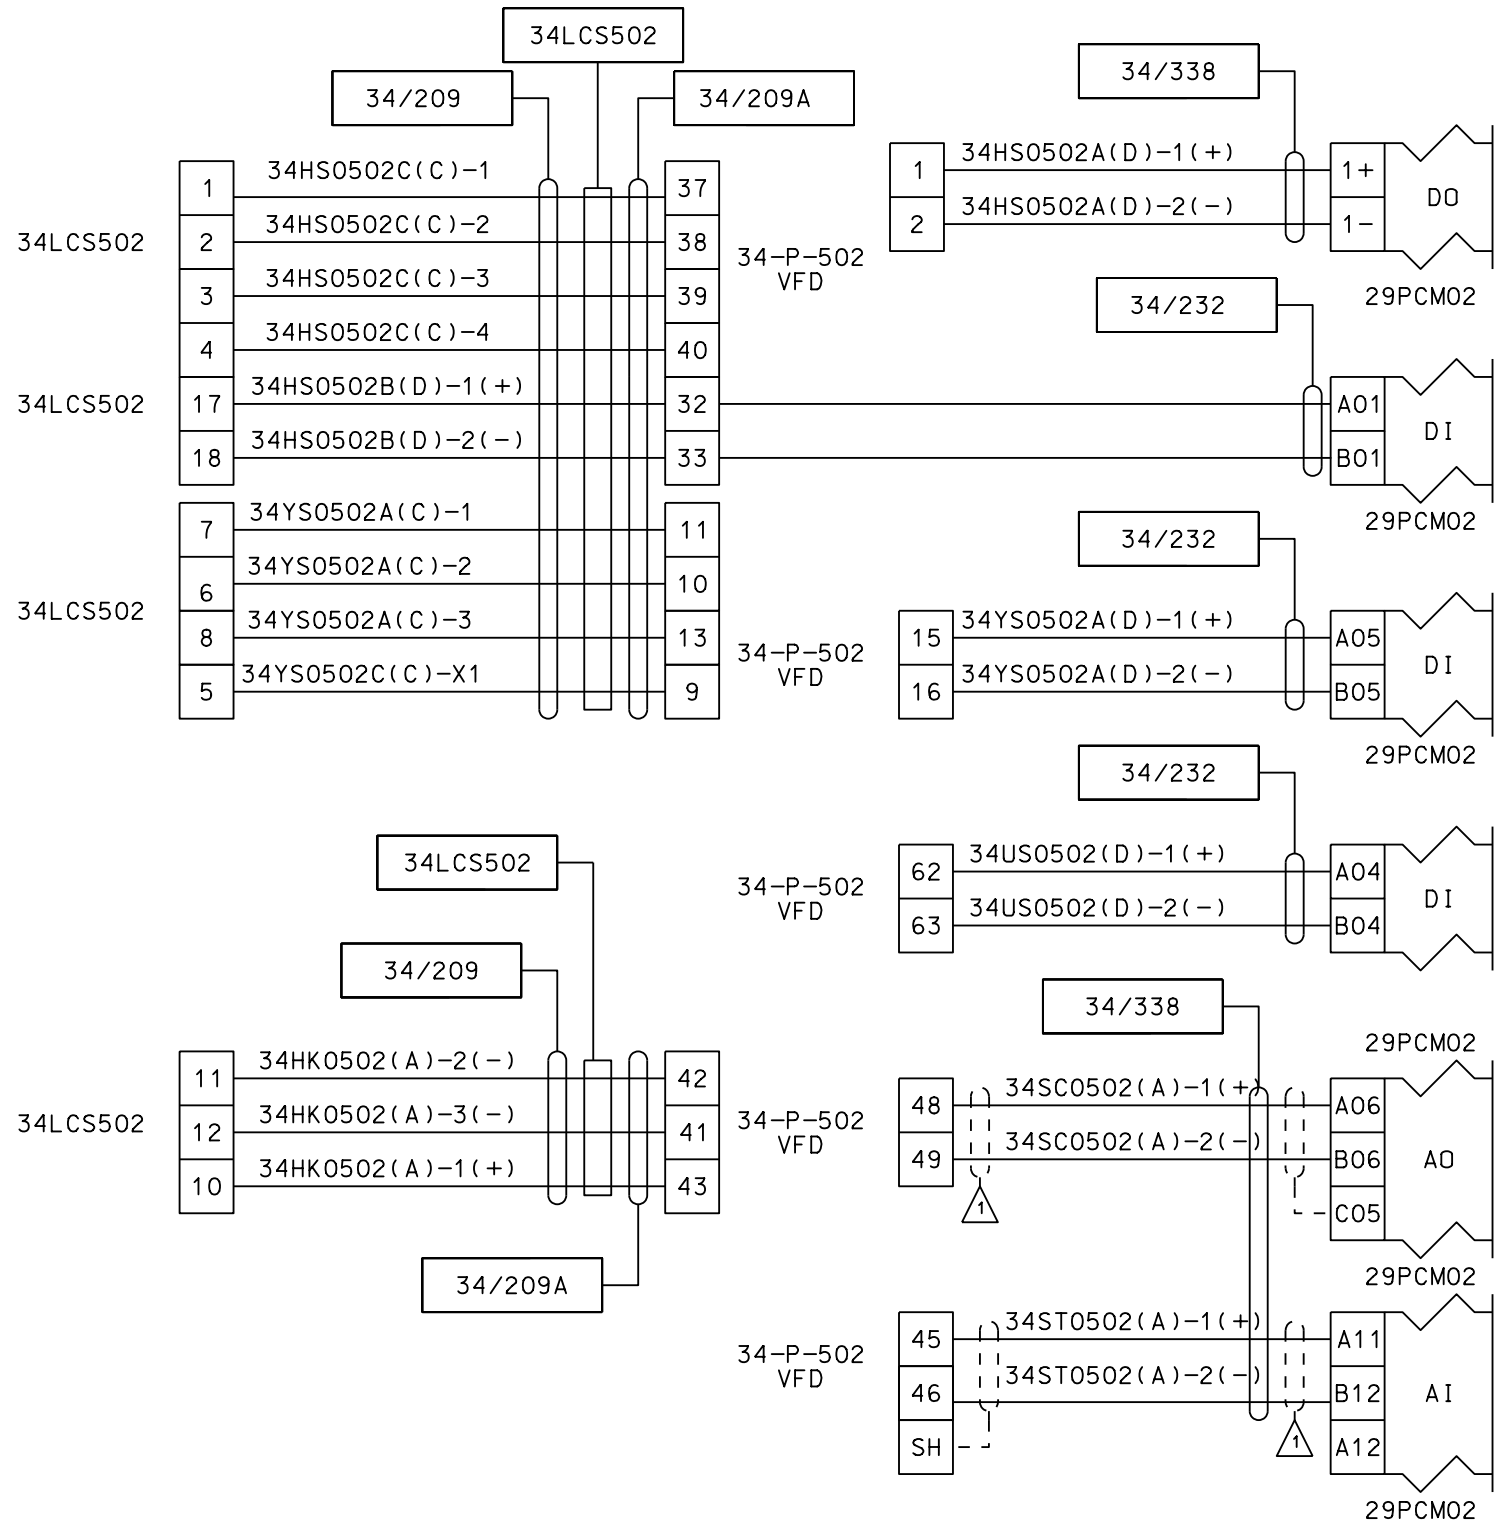 34LCS502
34/209
34/209A
34/338
34LCS502
1
2
3
4
34HS0502C(C)-1
34HS0502C(C)-2
34HS0502C(C)-3
34HS0502C(C)-4
37
38
39
40
34LCS502
17
18
34HS0502B(D)-1(+)
34HS0502B(D)-2(-)
32
33
34-P-502
VFD
1
2
34HS0502A(D)-1(+)
34HS0502A(D)-2(-)
1+
1-
DO
29PCM02
34/232
A01
B01
DI
29PCM02
34LCS502
7
6
8
5
34YS0502A(C)-1
34YS0502A(C)-2
34YS0502A(C)-3
34YS0502C(C)-X1
11
10
13
9
34/232
34-P-502
VFD
15
16
34YS0502A(D)-1(+)
34YS0502A(D)-2(-)
A05
B05
DI
29PCM02
34/232
34-P-502
VFD
62
63
34US0502(D)-1(+)
34US0502(D)-2(-)
A04
B04
DI
34LCS502
34/209
34LCS502
11
12
10
34HK0502(A)-2(-)
34HK0502(A)-3(-)
34HK0502(A)-1(+)
42
41
43
34/209A
34/338
29PCM02
34-P-502
VFD
48
49
34SC0502(A)-1(+)
34SC0502(A)-2(-)
1
A06
B06
C05
AO
29PCM02
34-P-502
VFD
45
46
SH
34ST0502(A)-1(+)
34ST0502(A)-2(-)
1
A11
B12
A12
AI
29PCM02